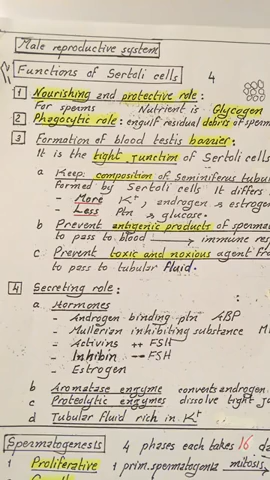 Male reproductive system
Functions of Sertoli cells 4
1 Nourishing and protective role :
For sperms Nutrient is Glycogen
2 Phagocytic role : engulf residual debris of sperm
3 Formation of blood testis barrier :
It is the tight junction of Sertoli cells
a Keep composition of Seminiferous tubu
formed by Sertoli cells It differs
- More K+, androgen & estroge
Less Ptn & glucose.
b Prevent antigenic products of sperma
to pass to blood → immune res
c Prevent toxic and noxious agent fr
to pass to tubular fluid.
4 Secreting role :
a Hormones :
- Androgen binding ptn ABP
- Mullerian inhibiting substance M
- Activins ++ FSH
- Inhibin -- FSH
- Estrogen
b Aromatase enzyme converts androgen
c Proteolytic enzymes dissolve tight j
d Tubular fluid rich in K+
Spermatogenesis 4 phases each takes 16 da
1 Proliferative 1 prim. spermatogonia mitosis